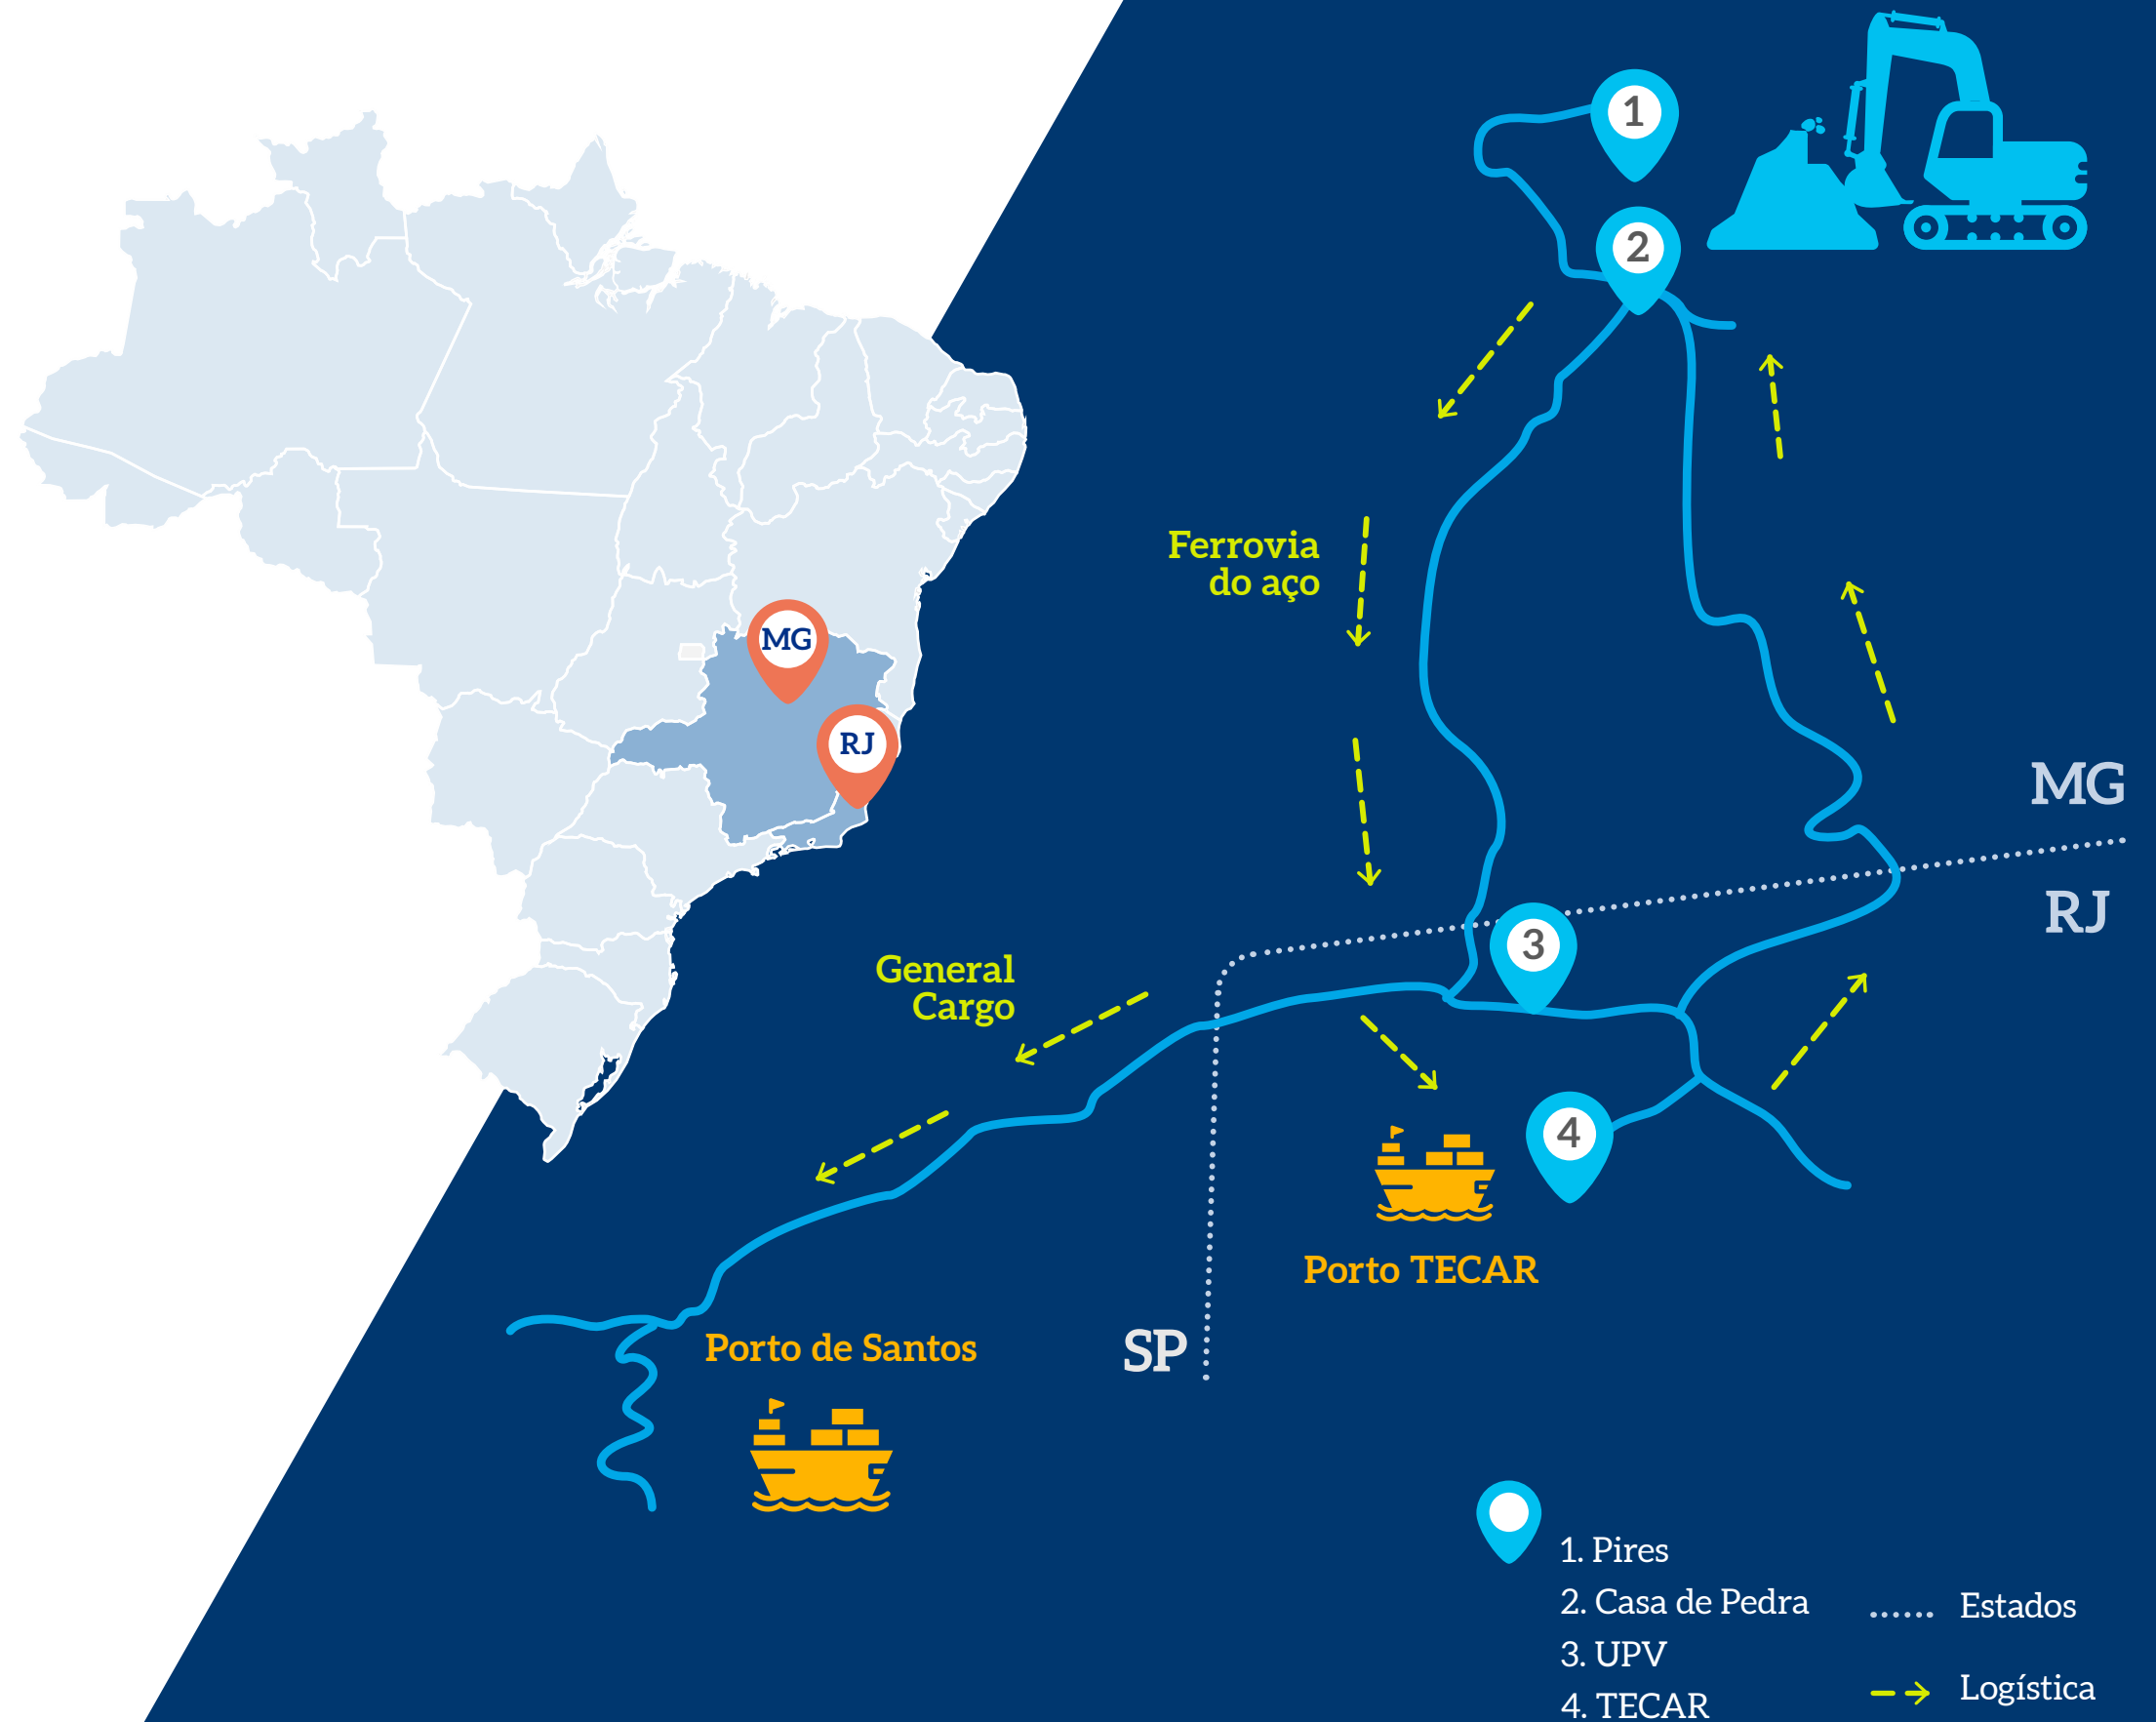 1
2
Ferrovia
do aço
MG
RJ
MG
RJ
3
General
Cargo
4
Porto TECAR
SP
Porto de Santos
1. Pires
2. Casa de Pedra
3. UPV
4. TECAR
Estados
Logística